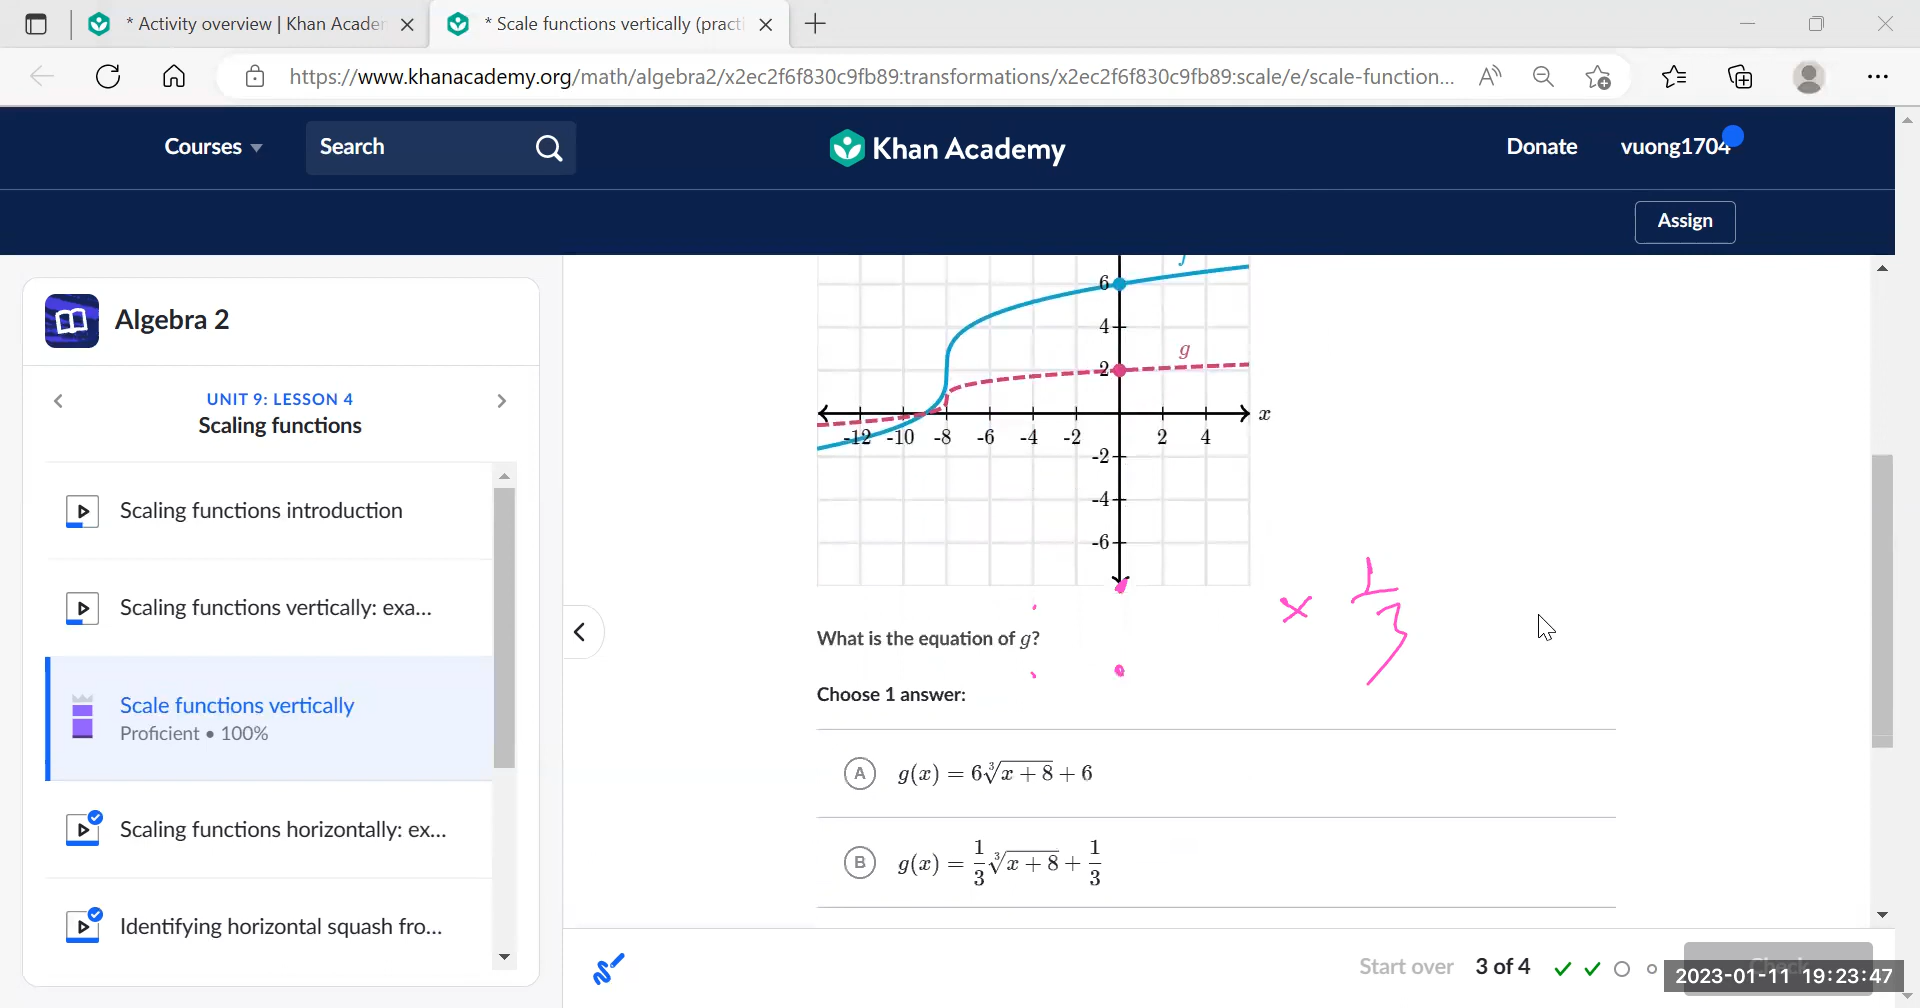 * Activity overview | Khan Acader
* Scale functions vertically (practi
https://www.khanacademy.org/math/algebra2/x2ec2f6f830c9fb89:transformations/x2ec2f6f830c9fb89:scale/e/scale-function...
Courses
Search
Khan Academy
Donate
vuong1704
Assign
Algebra 2
UNIT 9: LESSON 4
Scaling functions
Scaling functions introduction
Scaling functions vertically: exa...
Scale functions vertically
Proficient • 100%
Scaling functions horizontally: ex...
Identifying horizontal squash fro...
6
4
g
2
x
-12 -10 -8 -6 -4 -2 2 4
-2
-4
-6
× 1/3
What is the equation of g?
Choose 1 answer:
A g(x) = 6∛(x + 8) + 6
B g(x) = 1/3 ∛(x + 8) + 1/3
Start over 3 of 4
Check
2023-01-11 19:23:47